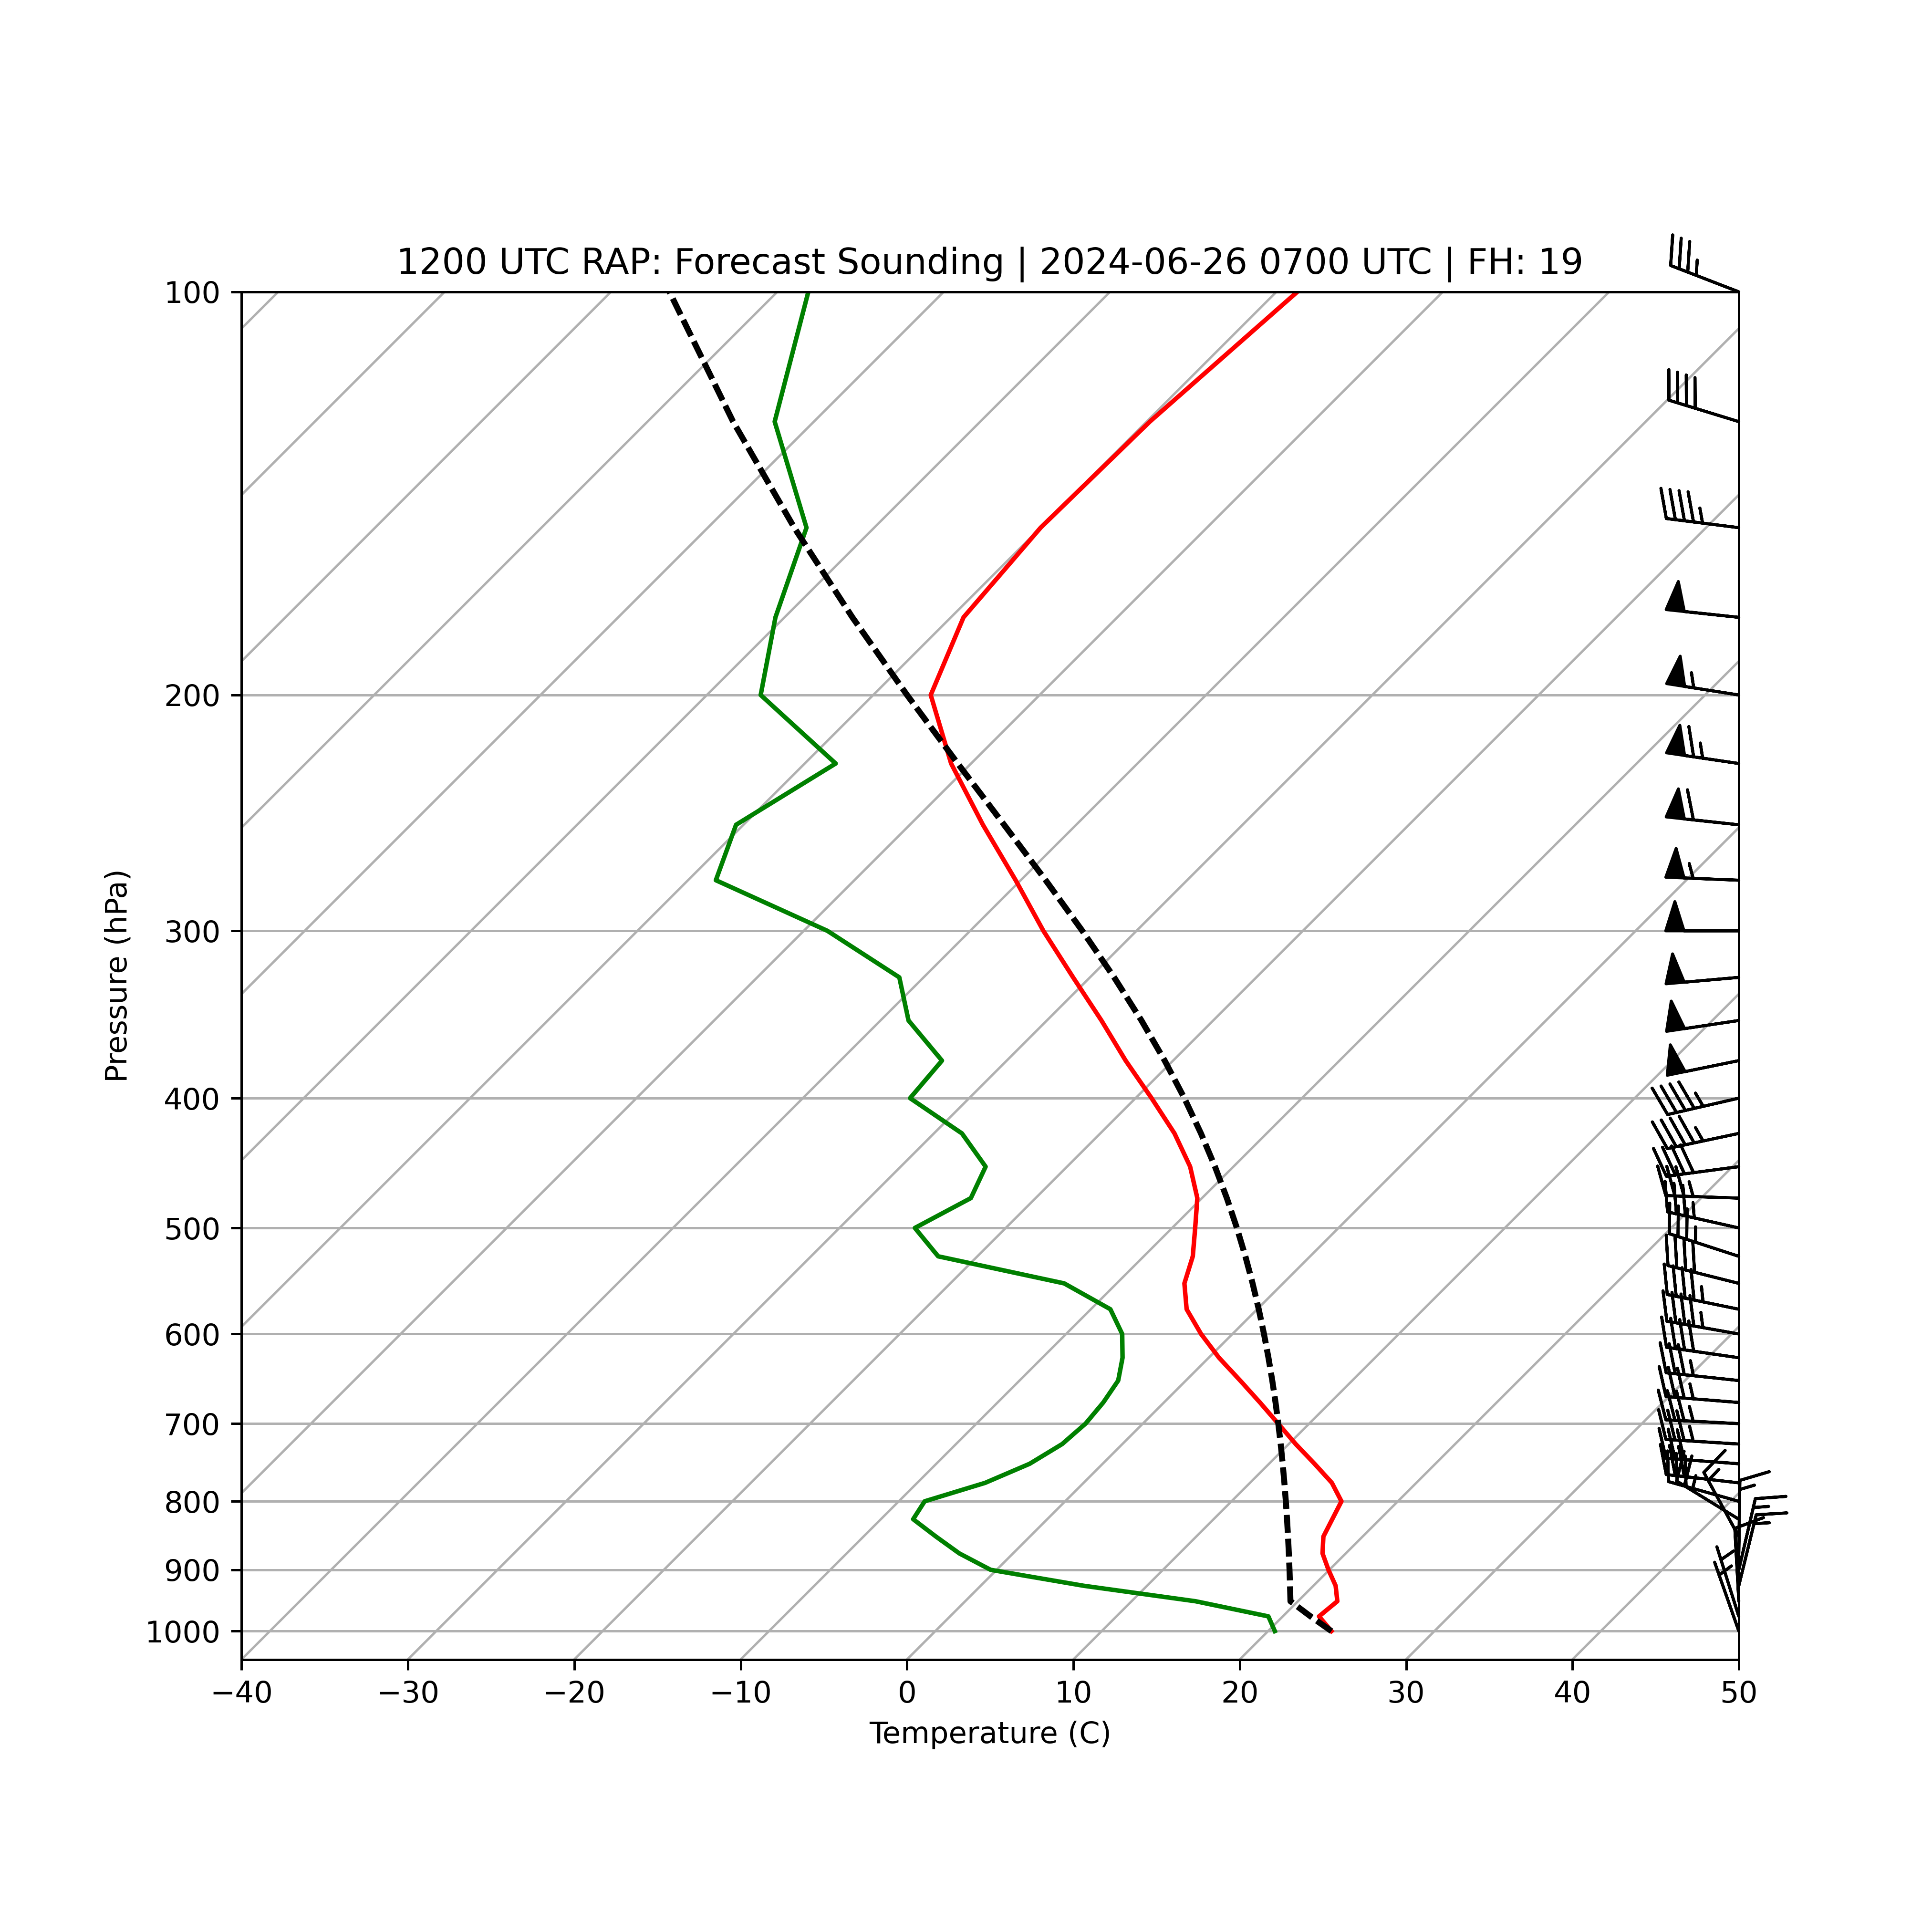 1200 UTC RAP: Forecast Sounding | 2024-06-26 0700 UTC | FH: 19
100
200
300
400
500
600
700
800
900
1000
Pressure (hPa)
−40 −30 −20 −10 0 10 20 30 40 50
Temperature (C)